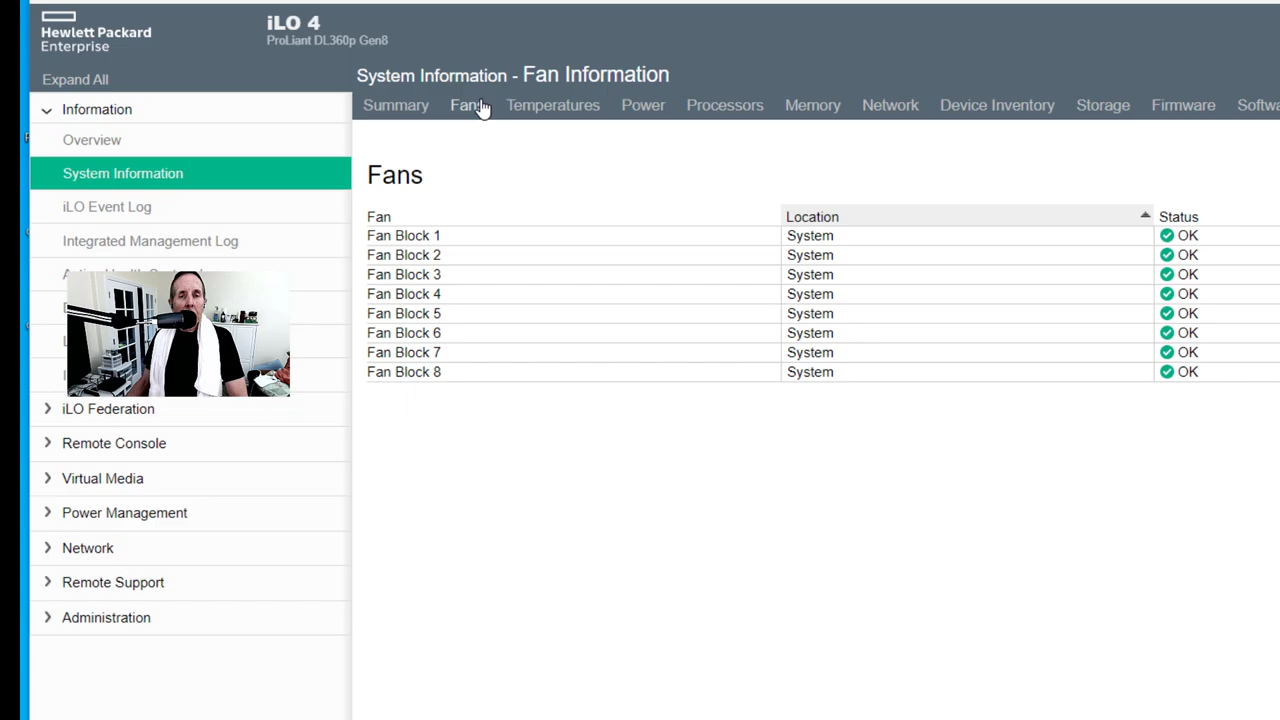 Hewlett Packard
Enterprise
iLO 4
ProLiant DL360p Gen8
Expand All
System Information - Fan Information
Summary Temperatures Power Processors Memory Network Device Inventory Storage Firmware
Information
Overview
System Information
iLO Event Log
Integrated Management Log
iLO Federation
Remote Console
Virtual Media
Power Management
Network
Remote Support
Administration
Fans
Fan Location Status
Fan Block 1 System OK
Fan Block 2 System OK
Fan Block 3 System OK
Fan Block 4 System OK
Fan Block 5 System OK
Fan Block 6 System OK
Fan Block 7 System OK
Fan Block 8 System OK